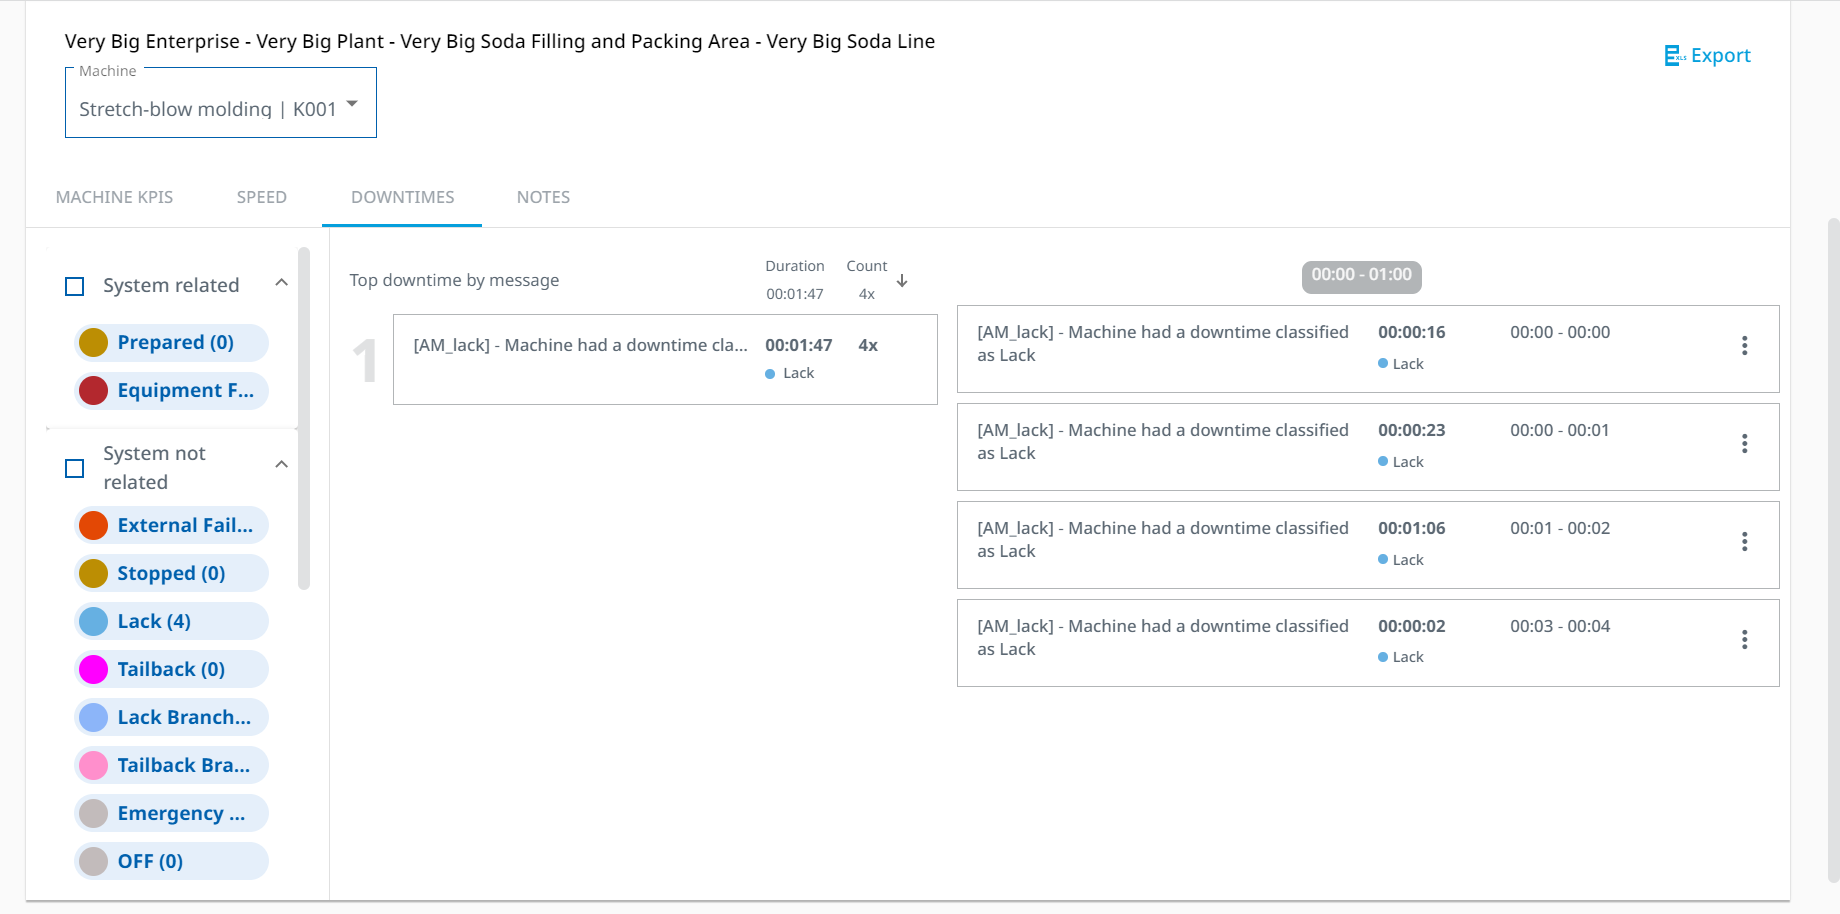 Very Big Enterprise - Very Big Plant - Very Big Soda Filling and Packing Area - Very Big Soda Line
XLS Export
Machine
Stretch-blow molding | K001
MACHINE KPIS
SPEED
DOWNTIMES
NOTES
System related
Prepared (0)
Equipment F...
System not
related
External Fail...
Stopped (0)
Lack (4)
Tailback (0)
Lack Branch...
Tailback Bra...
Emergency ...
OFF (0)
Top downtime by message
Duration
00:01:47
Count
4x
1
[AM_lack] - Machine had a downtime cla...
00:01:47
4x
Lack
00:00 - 01:00
[AM_lack] - Machine had a downtime classified
as Lack
00:00:16
Lack
00:00 - 00:00
[AM_lack] - Machine had a downtime classified
as Lack
00:00:23
Lack
00:00 - 00:01
[AM_lack] - Machine had a downtime classified
as Lack
00:01:06
Lack
00:01 - 00:02
[AM_lack] - Machine had a downtime classified
as Lack
00:00:02
Lack
00:03 - 00:04